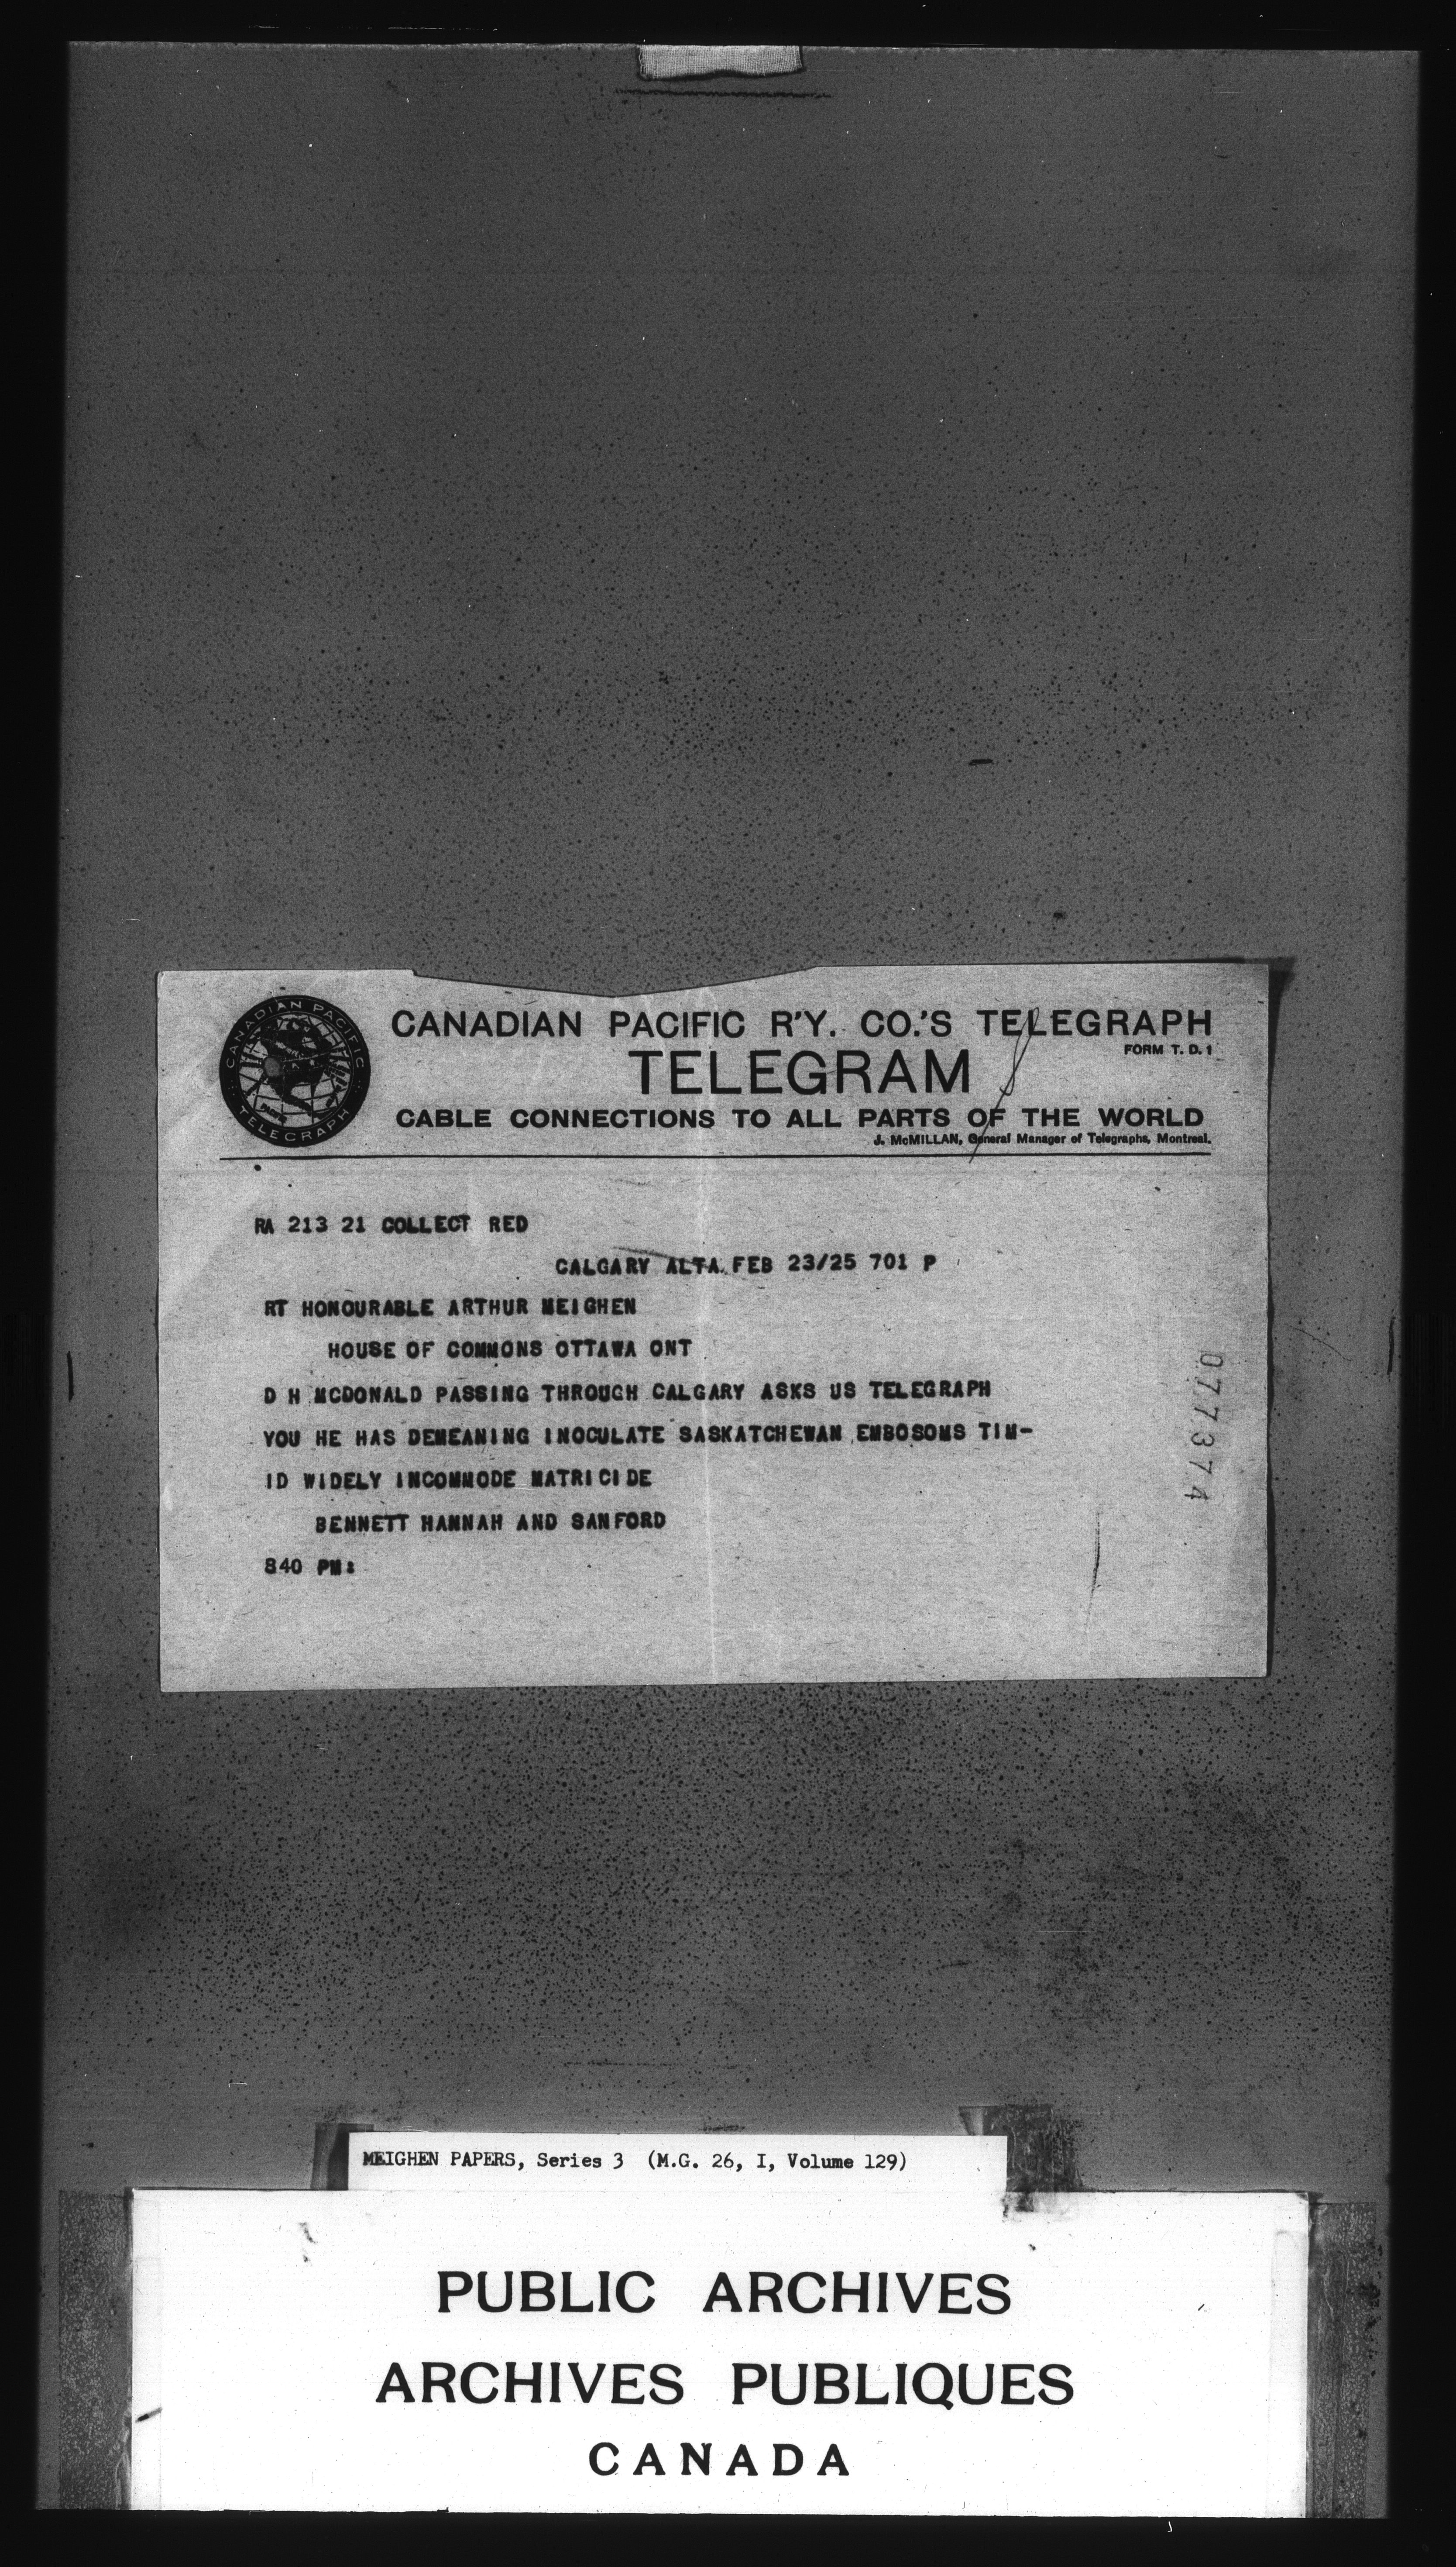 CANADIAN PACIFIC
TELEGRAPH
CANADIAN PACIFIC R'Y. CO.'S TELEGRAPH
FORM T. D. 1
TELEGRAM
CABLE CONNECTIONS TO ALL PARTS OF THE WORLD
J. McMILLAN, General Manager of Telegraphs, Montreal.
RA 213 21 COLLECT RED
CALGARY ALTA. FEB 23/25 701 P
RT HONOURABLE ARTHUR MEIGHEN
HOUSE OF COMMONS OTTAWA ONT
D H MCDONALD PASSING THROUGH CALGARY ASKS US TELEGRAPH
YOU HE HAS DEMEANING INOCULATE SASKATCHEWAN EMBOSOMS TIM-
ID WIDELY INCOMMODE MATRICIDE
BENNETT HANNAH AND SANFORD
840 PM:
077374
MEIGHEN PAPERS, Series 3 (M.G. 26, I, Volume 129)
PUBLIC ARCHIVES
ARCHIVES PUBLIQUES
CANADA